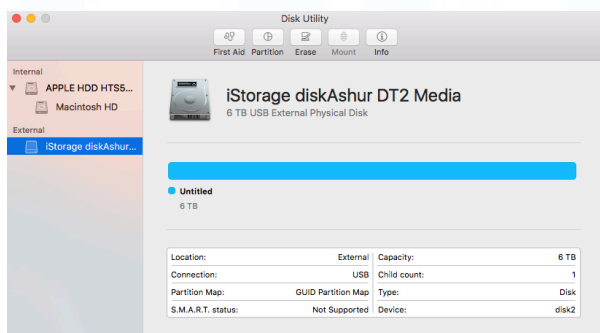 Disk Utility
First Aid Partition Erase Mount Info
Internal
APPLE HDD HTS5...
Macintosh HD
External
iStorage diskAshur...
iStorage diskAshur DT2 Media
6 TB USB External Physical Disk
Untitled
6 TB
Location: External Capacity: 6 TB
Connection: USB Child count: 1
Partition Map: GUID Partition Map Type: Disk
S.M.A.R.T. status: Not Supported Device: disk2